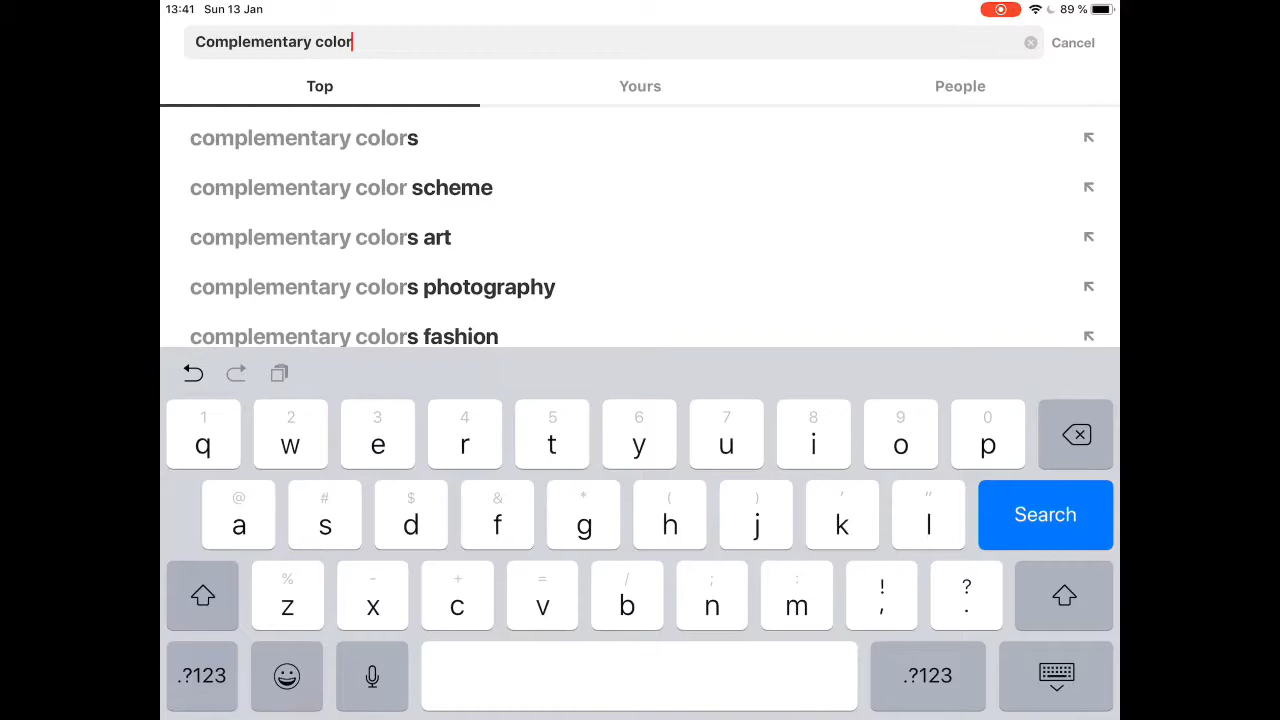 13:41 Sun 13 Jan 89 %
Complementary color Cancel
Top Yours People
complementary colors
complementary color scheme
complementary colors art
complementary colors photography
complementary colors fashion
1 2 3 4 5 6 7 8 9 0
q w e r t y u i o p
@ # $ & * ( ) ' "
a s d f g h j k l Search
% - + = / ; : ! ?
z x c v b n m , .
.?123 .?123